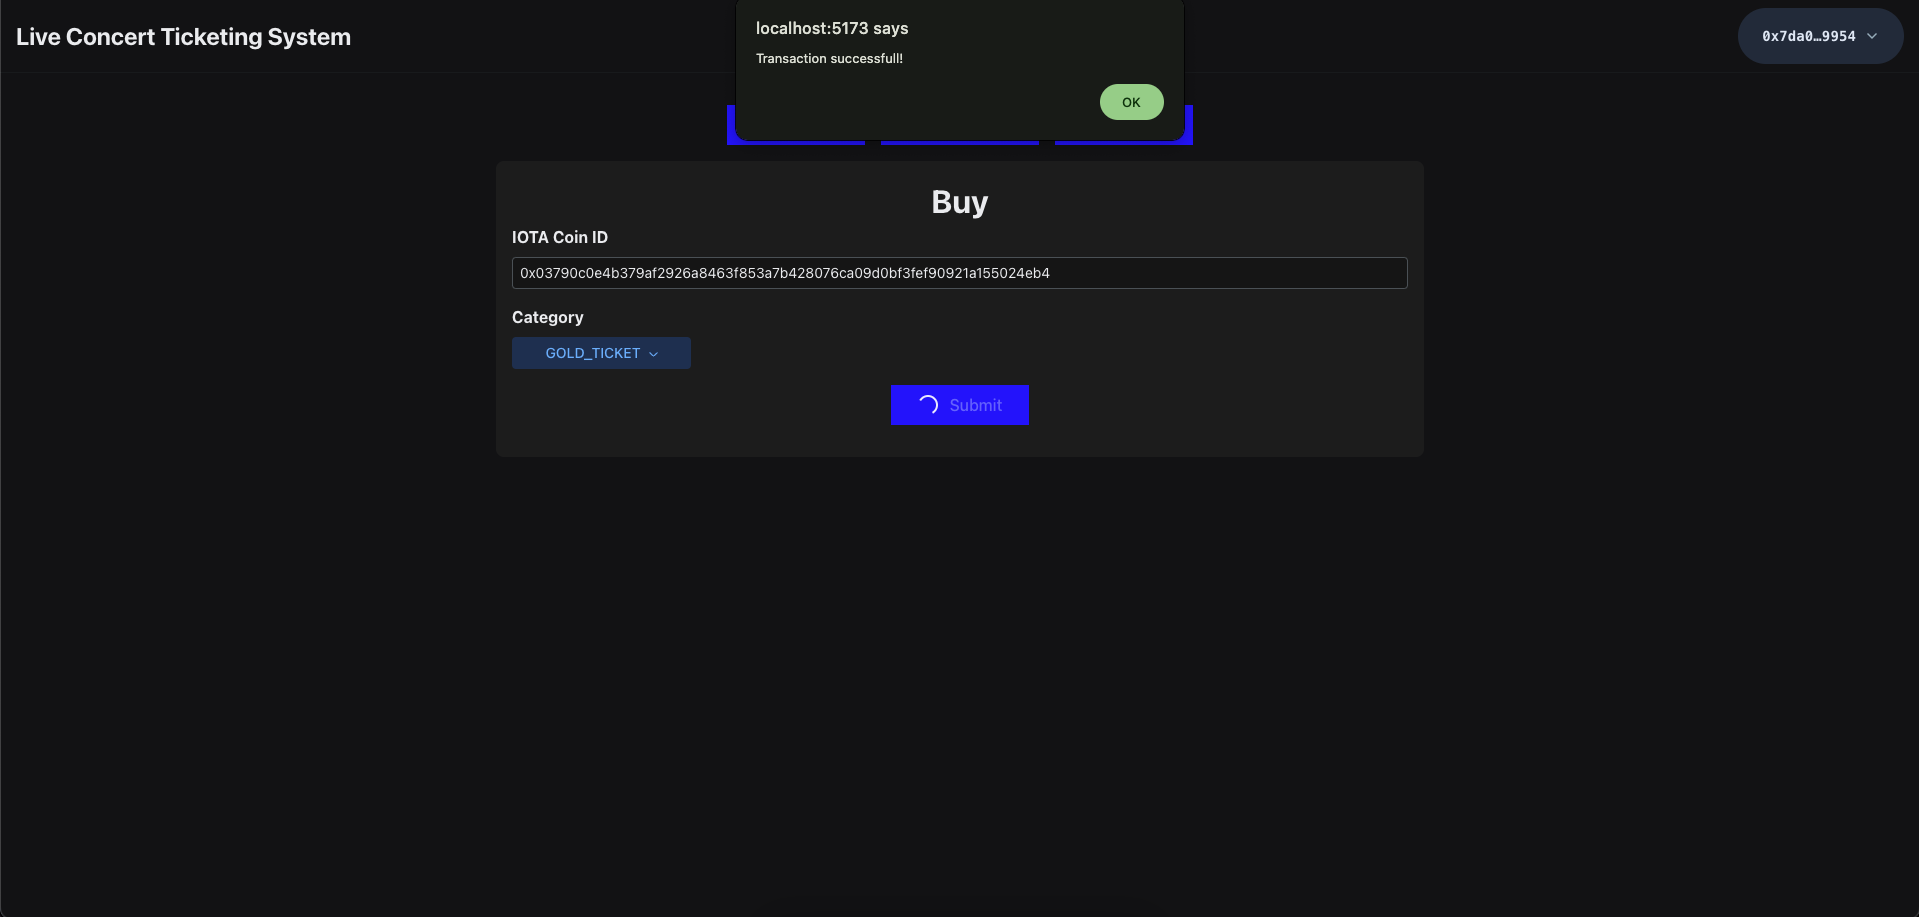 Live Concert Ticketing System
localhost:5173 says
Transaction successfull!
OK
0x7da0…9954
Buy
IOTA Coin ID
0x03790c0e4b379af2926a8463f853a7b428076ca09d0bf3fef90921a155024eb4
Category
GOLD_TICKET
Submit